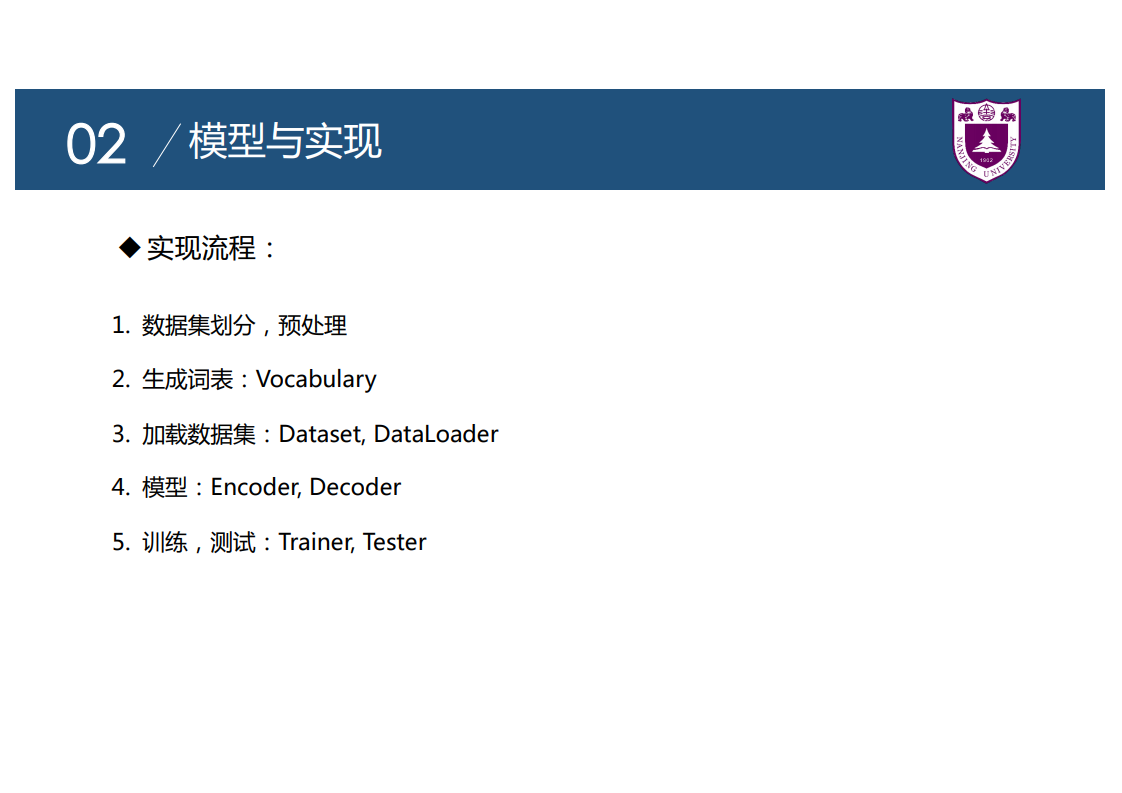 02
模型与实现
NANJING UNIVERSITY
1902
◆实现流程：
1. 数据集划分，预处理
2. 生成词表：Vocabulary
3. 加载数据集：Dataset, DataLoader
4. 模型：Encoder, Decoder
5. 训练，测试：Trainer, Tester